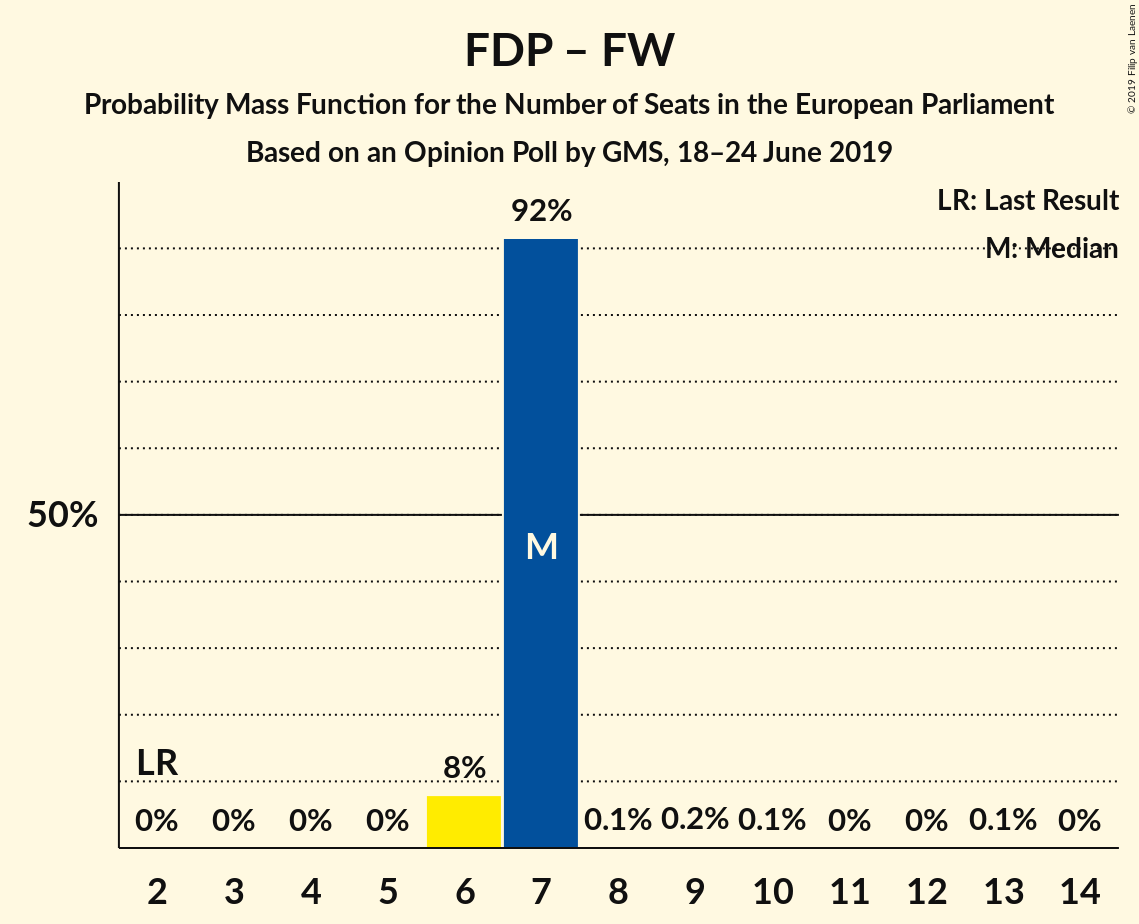 FDP – FW
Probability Mass Function for the Number of Seats in the European Parliament
Based on an Opinion Poll by GMS, 18–24 June 2019
© 2019 Filip van Laenen
LR: Last Result
M: Median
92%
50%
M
LR
8%
0% 0% 0% 0% 0.1% 0.2% 0.1% 0% 0% 0.1% 0%
2 3 4 5 6 7 8 9 10 11 12 13 14